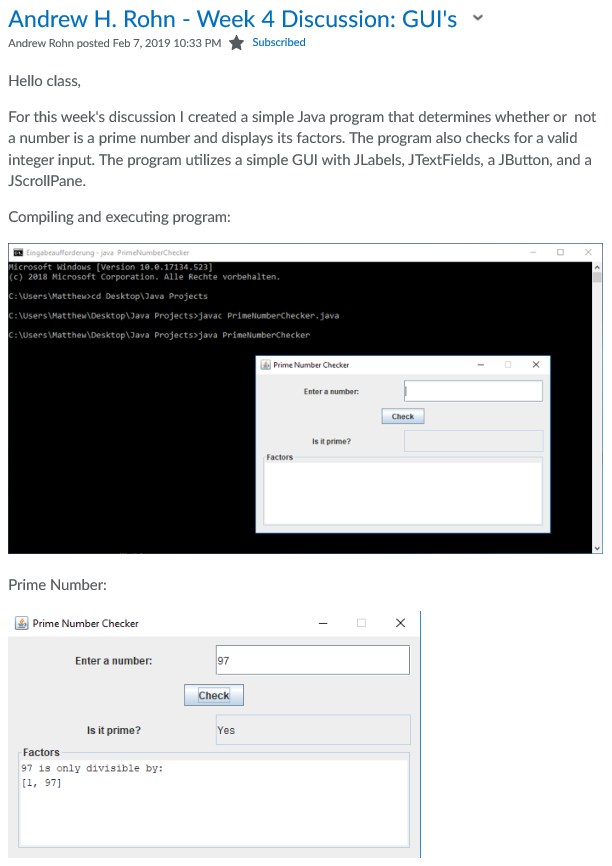 Andrew H. Rohn - Week 4 Discussion: GUI's
Andrew Rohn posted Feb 7, 2019 10:33 PM Subscribed
Hello class,
For this week's discussion I created a simple Java program that determines whether or not
a number is a prime number and displays its factors. The program also checks for a valid
integer input. The program utilizes a simple GUI with JLabels, JTextFields, a JButton, and a
JScrollPane.
Compiling and executing program:
Eingabeaufforderung - java PrimeNumberChecker
Microsoft Windows [Version 10.0.17134.523]
(c) 2018 Microsoft Corporation. Alle Rechte vorbehalten.
C:\Users\Matthew>cd Desktop\Java Projects
C:\Users\Matthew\Desktop\Java Projects>javac PrimeNumberChecker.java
C:\Users\Matthew\Desktop\Java Projects>java PrimeNumberChecker
Prime Number Checker
Enter a number:
Check
Is it prime?
Factors
Prime Number:
Prime Number Checker
Enter a number: 97
Check
Is it prime? Yes
Factors
97 is only divisible by:
[1, 97]